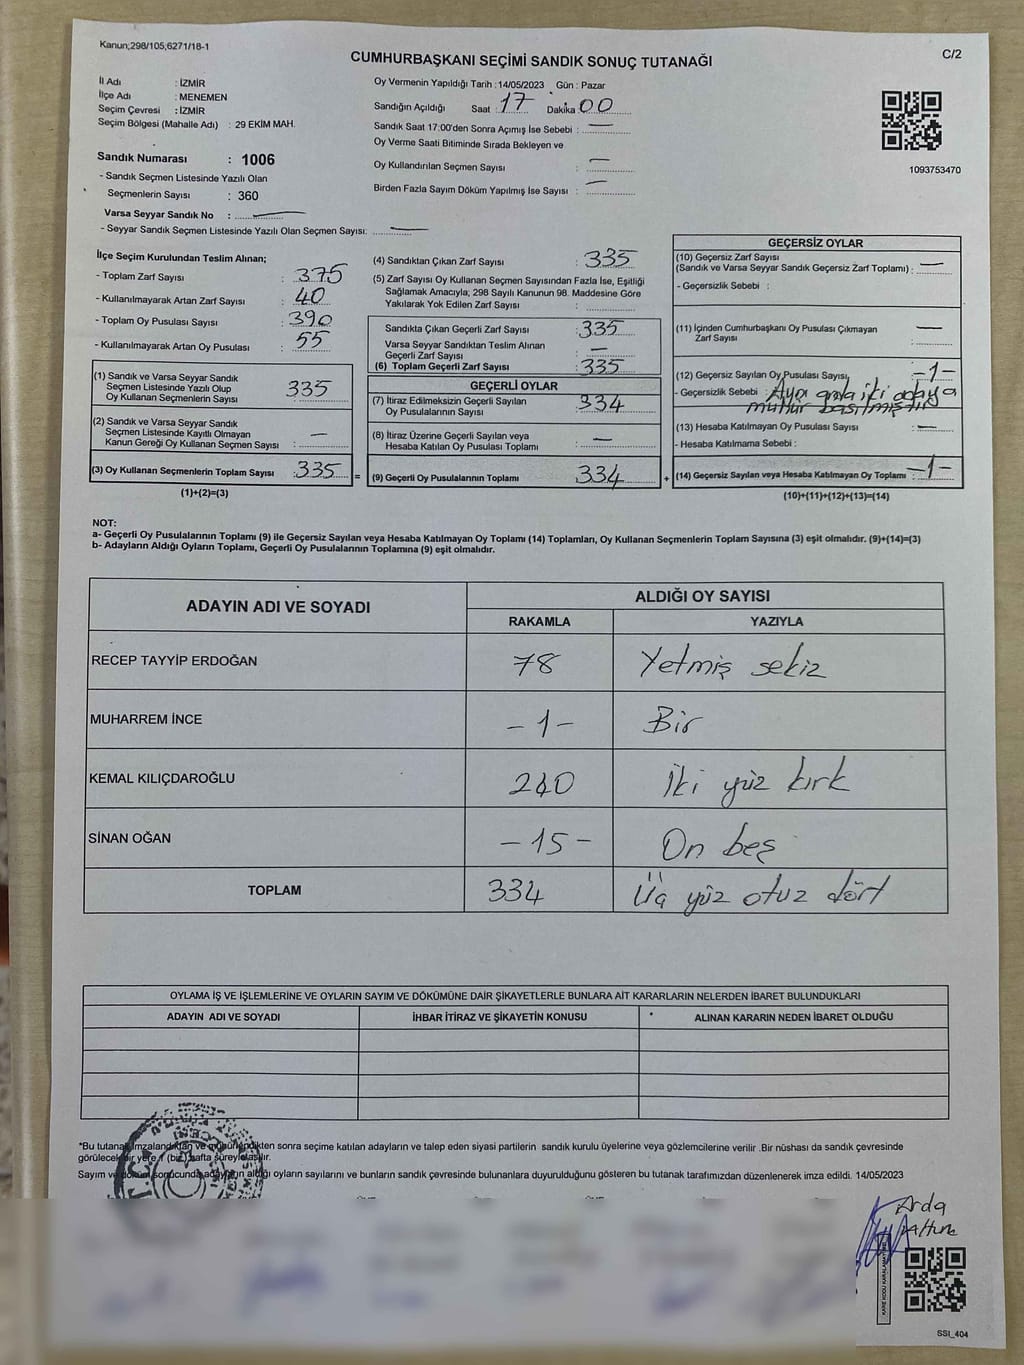 Kanun;298/105;6271/18-1
C/2
CUMHURBAŞKANI SEÇİMİ SANDIK SONUÇ TUTANAĞI
İl Adı : İZMİR
İlçe Adı : MENEMEN
Seçim Çevresi : İZMİR
Seçim Bölgesi (Mahalle Adı) : 29 EKİM MAH.
Sandık Numarası : 1006
- Sandık Seçmen Listesinde Yazılı Olan
Seçmenlerin Sayısı : 360
Varsa Seyyar Sandık No :
- Seyyar Sandık Seçmen Listesinde Yazılı Olan Seçmen Sayısı:
Oy Vermenin Yapıldığı Tarih : 14/05/2023 Gün : Pazar
Sandığın Açıldığı Saat : 17 Dakika 00
Sandık Saat 17:00'den Sonra Açımış İse Sebebi :
Oy Verme Saati Bitiminde Sırada Bekleyen ve
Oy Kullandırılan Seçmen Sayısı :
Birden Fazla Sayım Döküm Yapılmış İse Sayısı :
1093753470
İlçe Seçim Kurulundan Teslim Alınan;
- Toplam Zarf Sayısı : 375
- Kullanılmayarak Artan Zarf Sayısı : 40
- Toplam Oy Pusulası Sayısı : 390
- Kullanılmayarak Artan Oy Pusulası : 55
(1) Sandık ve Varsa Seyyar Sandık
Seçmen Listesinde Yazılı Olup
Oy Kullanan Seçmenlerin Sayısı 335
(2) Sandık ve Varsa Seyyar Sandık
Seçmen Listesinde Kayıtlı Olmayan
Kanun Gereği Oy Kullanan Seçmen Sayısı : —
(3) Oy Kullanan Seçmenlerin Toplam Sayısı : 335
(1)+(2)=(3)
(4) Sandıktan Çıkan Zarf Sayısı : 335
(5) Zarf Sayısı Oy Kullanan Seçmen Sayısından Fazla İse, Eşitliği
Sağlamak Amacıyla, 298 Sayılı Kanunun 98. Maddesine Göre
Yakılarak Yok Edilen Zarf Sayısı :
Sandıkta Çıkan Geçerli Zarf Sayısı : 335
Varsa Seyyar Sandıktan Teslim Alınan
Geçerli Zarf Sayısı : —
(6) Toplam Geçerli Zarf Sayısı : 335
GEÇERLİ OYLAR
(7) İtiraz Edilmeksizin Geçerli Sayılan
Oy Pusulalarının Sayısı : 334
(8) İtiraz Üzerine Geçerli Sayılan veya
Hesaba Katılan Oy Pusulası Toplamı : —
= (9) Geçerli Oy Pusulalarının Toplamı : 334 +
GEÇERSİZ OYLAR
(10) Geçersiz Zarf Sayısı
(Sandık ve Varsa Seyyar Sandık Geçersiz Zarf Toplamı) : —
- Geçersizlik Sebebi :
(11) İçinden Cumhurbaşkanı Oy Pusulası Çıkmayan
Zarf Sayısı : —
(12) Geçersiz Sayılan Oy Pusulası Sayısı -1-
- Geçersizlik Sebebi : Aynı anda iki adaya
mühür basılmıştır
(13) Hesaba Katılmayan Oy Pusulası Sayısı : —
- Hesaba Katılmama Sebebi :
(14) Geçersiz Sayılan veya Hesaba Katılmayan Oy Toplamı : -1-
(10)+(11)+(12)+(13)=(14)
NOT:
a- Geçerli Oy Pusulalarının Toplamı (9) ile Geçersiz Sayılan veya Hesaba Katılmayan Oy Toplamı (14) Toplamları, Oy Kullanan Seçmenlerin Toplam Sayısına (3) eşit olmalıdır. (9)+(14)=(3)
b- Adayların Aldığı Oyların Toplamı, Geçerli Oy Pusulalarının Toplamına (9) eşit olmalıdır.
ADAYIN ADI VE SOYADI
ALDIĞI OY SAYISI
RAKAMLA YAZIYLA
RECEP TAYYİP ERDOĞAN 78 Yetmiş sekiz
MUHARREM İNCE -1- Bir
KEMAL KILIÇDAROĞLU 240 İki yüz kırk
SİNAN OĞAN -15- On beş
TOPLAM 334 Üç yüz otuz dört
OYLAMA İŞ VE İŞLEMLERİNE VE OYLARIN SAYIM VE DÖKÜMÜNE DAİR ŞİKAYETLERLE BUNLARA AİT KARARLARIN NELERDEN İBARET BULUNDUKLARI
ADAYIN ADI VE SOYADI İHBAR İTİRAZ VE ŞİKAYETİN KONUSU ALINAN KARARIN NEDEN İBARET OLDUĞU
*Bu tutanak imzalandıktan ve mühürlendikten sonra seçime katılan adayların ve talep eden siyasi partilerin sandık kurulu üyelerine veya gözlemcilerine verilir .Bir nüshası da sandık çevresinde
görülecek bir yere 1 (bir) hafta süreyle asılır.
Sayım ve döküm sonucunda adayların aldığı oyların sayılarını ve bunların sandık çevresinde bulunanlara duyurulduğunu gösteren bu tutanak tarafımızdan düzenlenerek imza edildi. 14/05/2023
T.C.
Arda
SSI_404